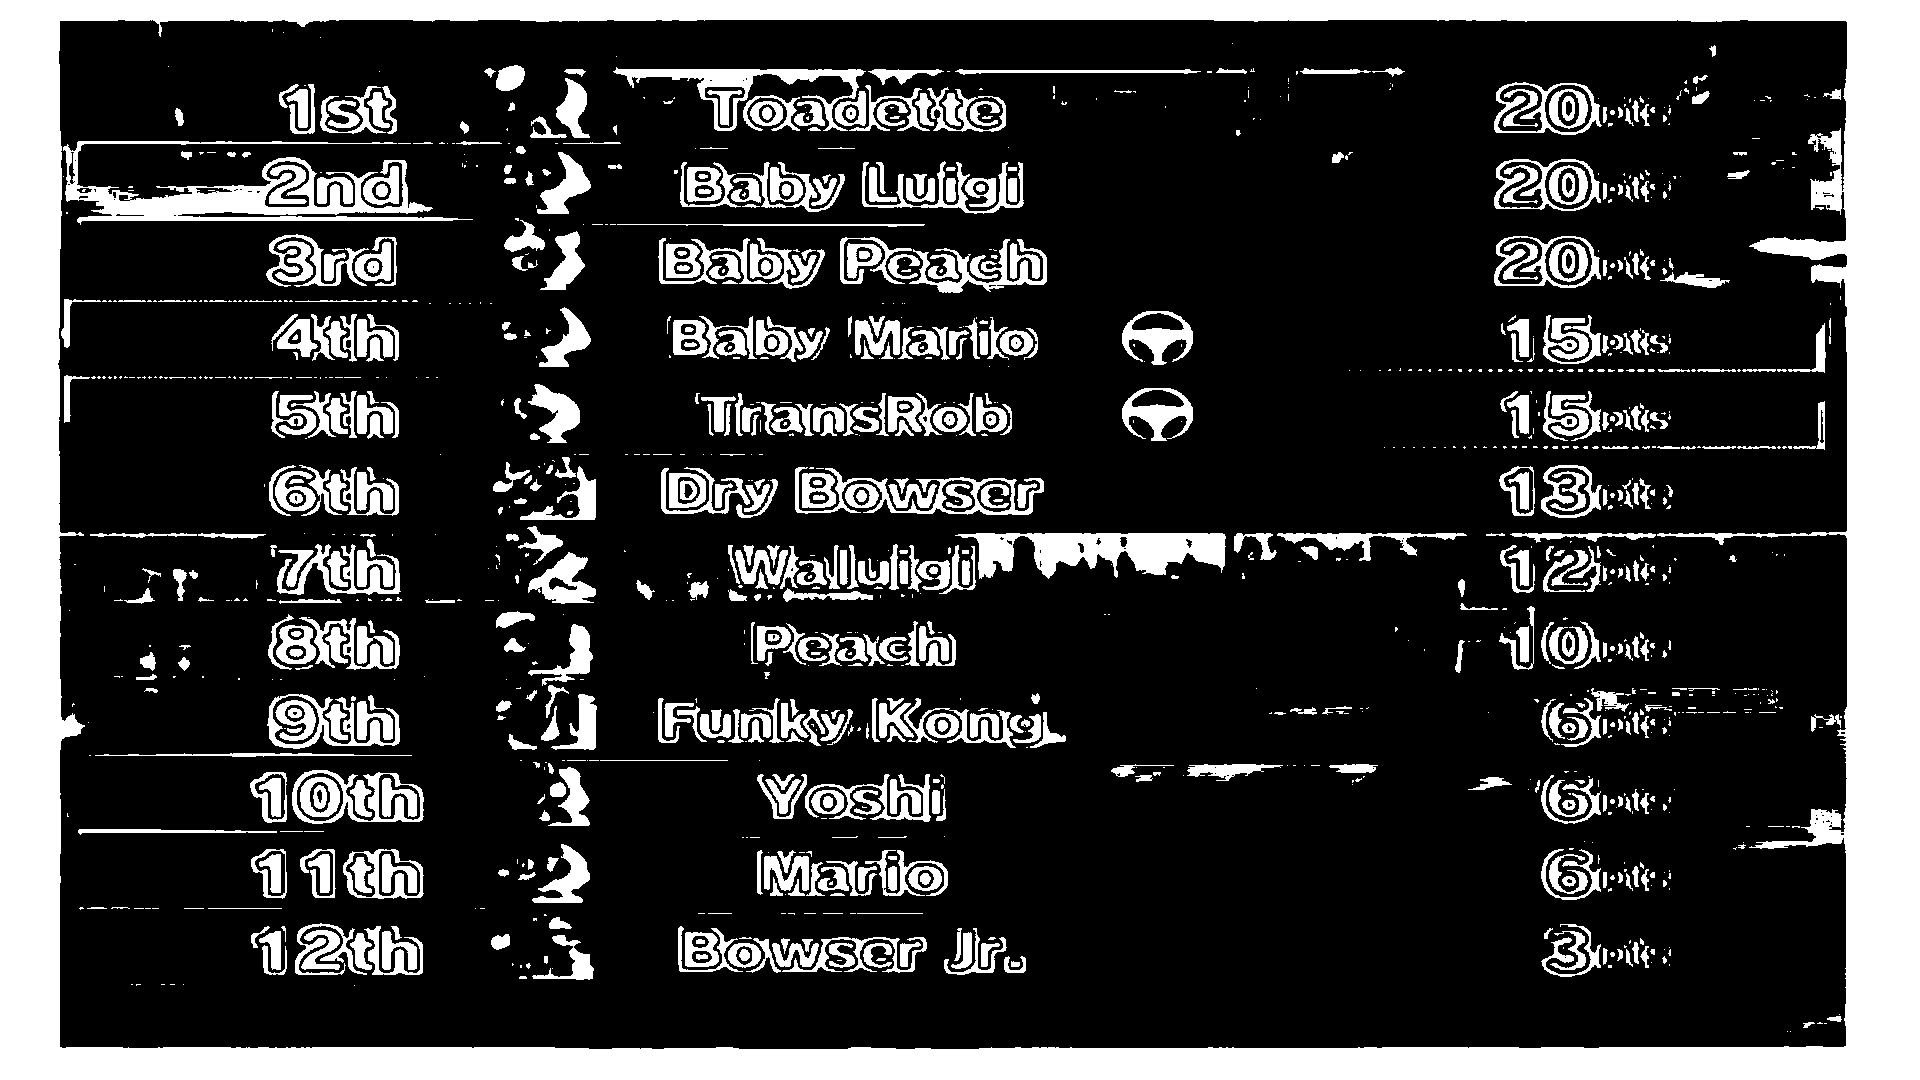 1st Toadette 20pts
2nd Baby Luigi 20pts
3rd Baby Peach 20pts
4th Baby Mario 15pts
5th TransRob 15pts
6th Dry Bowser 13pts
7th Waluigi 12pts
8th Peach 10pts
9th Funky Kong 6pts
10th Yoshi 6pts
11th Mario 6pts
12th Bowser Jr. 3pts